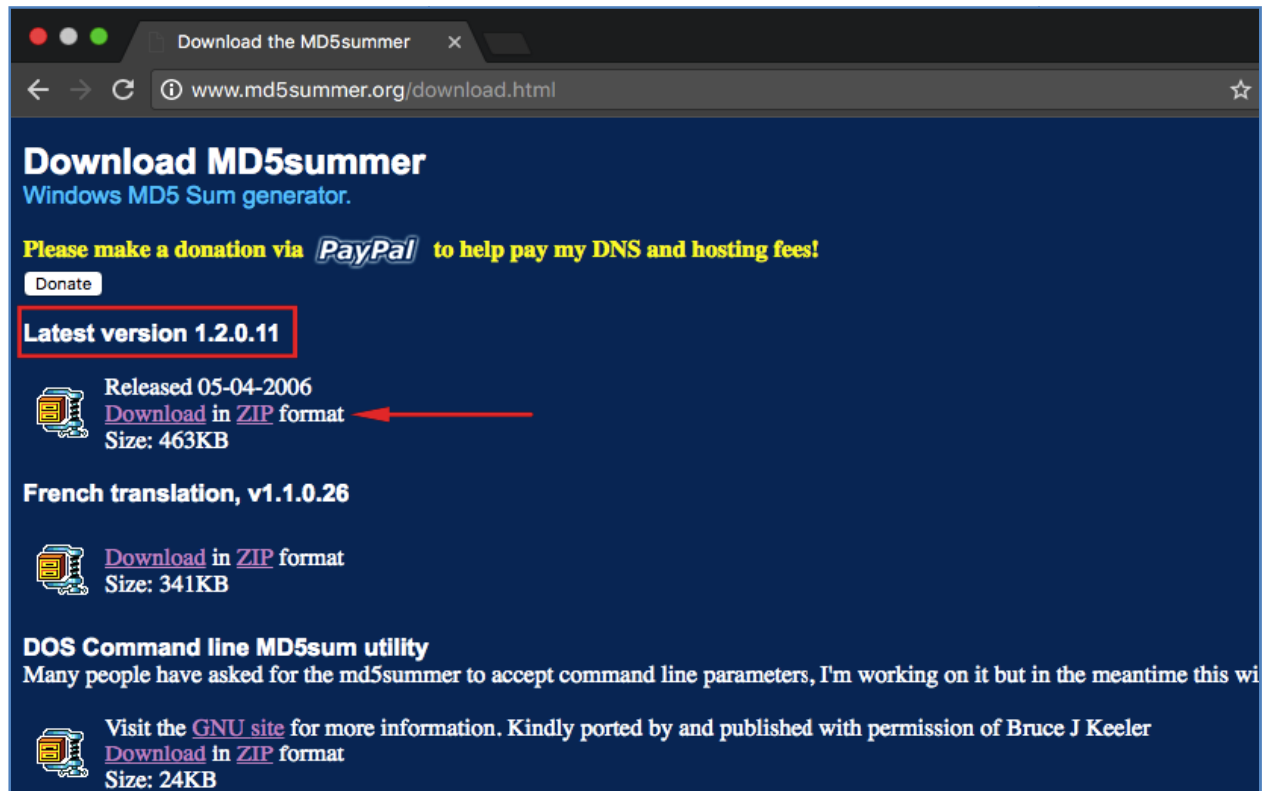 Download the MD5summer
www.md5summer.org/download.html
Download MD5summer
Windows MD5 Sum generator.
Please make a donation via PayPal to help pay my DNS and hosting fees!
Donate
Latest version 1.2.0.11
Released 05-04-2006
Download in ZIP format
Size: 463KB
French translation, v1.1.0.26
Download in ZIP format
Size: 341KB
DOS Command line MD5sum utility
Many people have asked for the md5summer to accept command line parameters, I'm working on it but in the meantime this wi
Visit the GNU site for more information. Kindly ported by and published with permission of Bruce J Keeler
Download in ZIP format
Size: 24KB